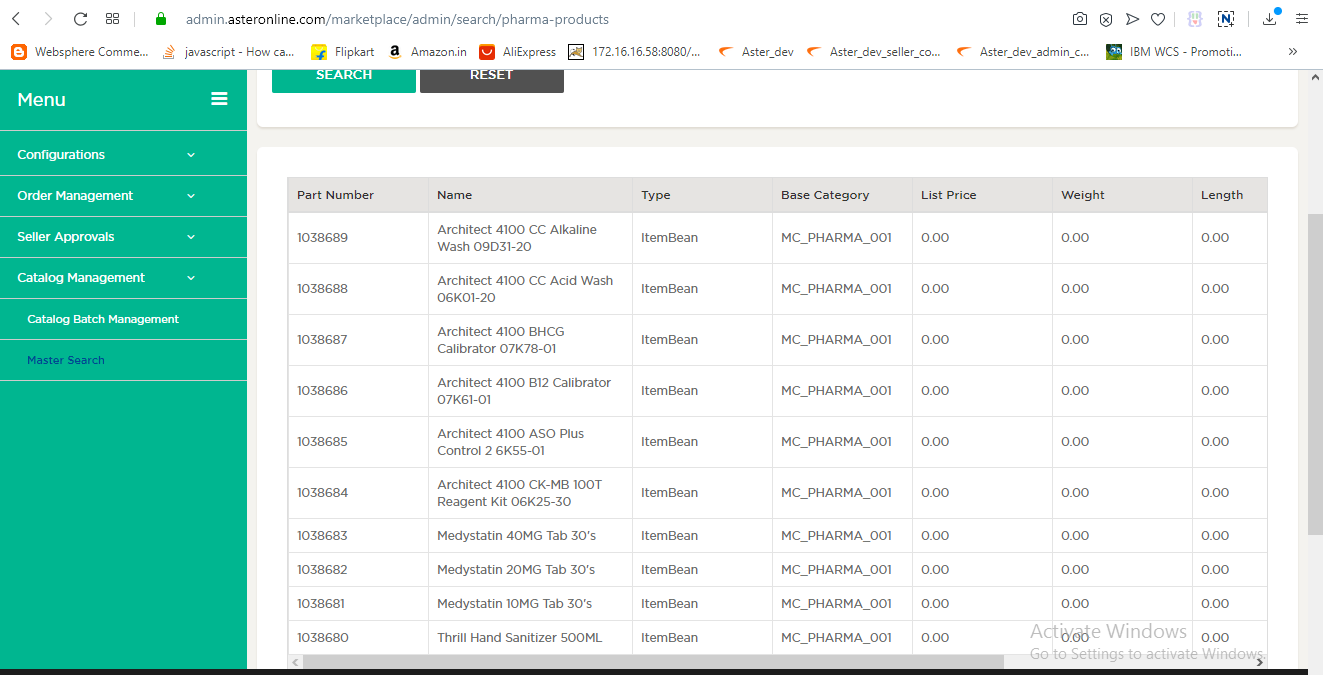 admin.asteronline.com/marketplace/admin/search/pharma-products
Websphere Comme... javascript - How ca... Flipkart Amazon.in AliExpress 172.16.16.58:8080/... Aster_dev Aster_dev_seller_co... Aster_dev_admin_c... IBM WCS - Promoti... »
SEARCH RESET
Menu
Configurations
Order Management
Seller Approvals
Catalog Management
Catalog Batch Management
Master Search
Part Number Name Type Base Category List Price Weight Length
1038689 Architect 4100 CC Alkaline ItemBean MC_PHARMA_001 0.00 0.00 0.00
Wash 09D31-20
1038688 Architect 4100 CC Acid Wash ItemBean MC_PHARMA_001 0.00 0.00 0.00
06K01-20
1038687 Architect 4100 BHCG ItemBean MC_PHARMA_001 0.00 0.00 0.00
Calibrator 07K78-01
1038686 Architect 4100 B12 Calibrator ItemBean MC_PHARMA_001 0.00 0.00 0.00
07K61-01
1038685 Architect 4100 ASO Plus ItemBean MC_PHARMA_001 0.00 0.00 0.00
Control 2 6K55-01
1038684 Architect 4100 CK-MB 100T ItemBean MC_PHARMA_001 0.00 0.00 0.00
Reagent Kit 06K25-30
1038683 Medystatin 40MG Tab 30's ItemBean MC_PHARMA_001 0.00 0.00 0.00
1038682 Medystatin 20MG Tab 30's ItemBean MC_PHARMA_001 0.00 0.00 0.00
1038681 Medystatin 10MG Tab 30's ItemBean MC_PHARMA_001 0.00 0.00 0.00
1038680 Thrill Hand Sanitizer 500ML ItemBean MC_PHARMA_001 0.00 0.00 0.00
Activate Windows
Go to Settings to activate Windows.